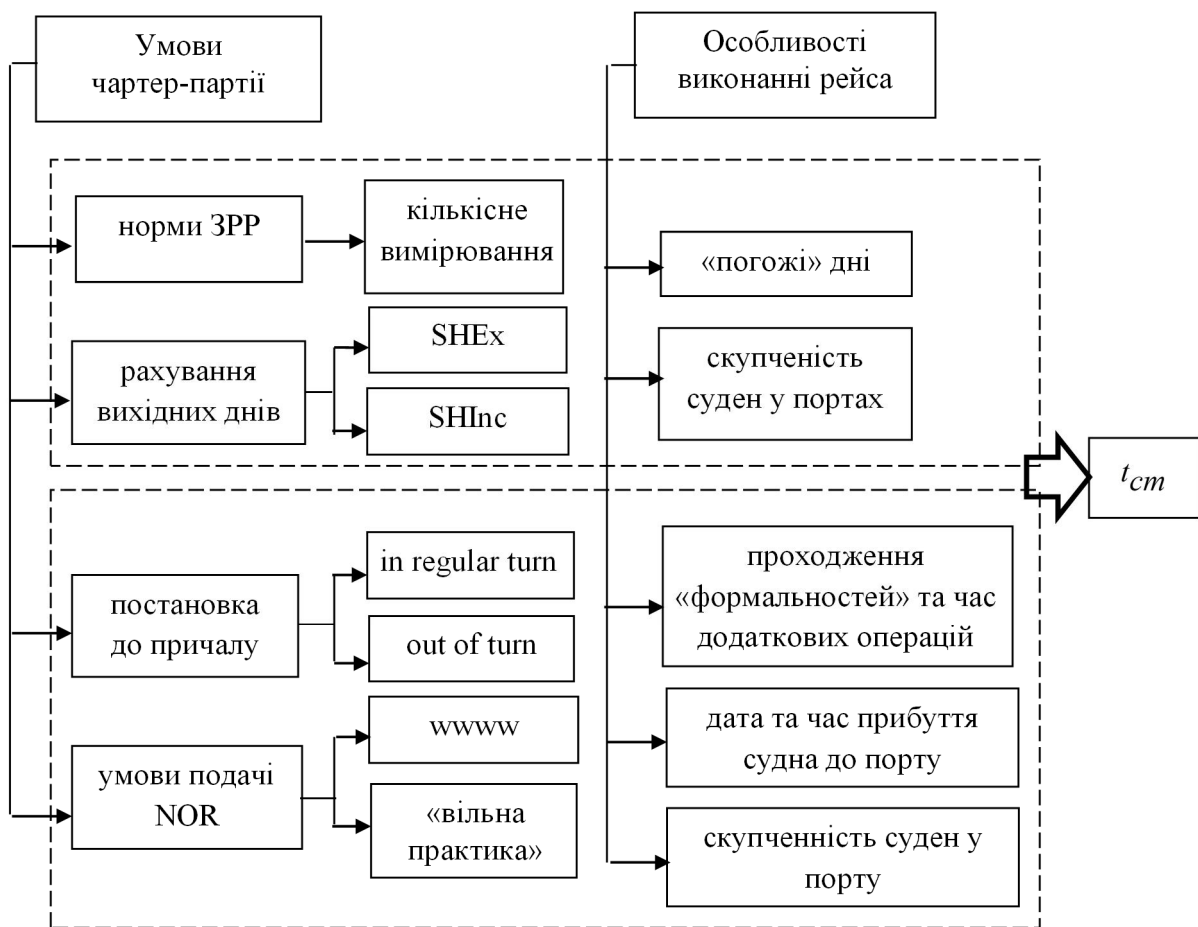 Умови
чартер-партії
Особливості
виконанні рейса
норми ЗРР
кількісне
вимірювання
рахування
вихідних днів
SHEx
SHInc
«погожі» дні
скупченість
суден у портах
t_cm
постановка
до причалу
in regular turn
out of turn
умови подачі
NOR
wwww
«вільна
практика»
проходження
«формальностей» та час
додаткових операцій
дата та час прибуття
судна до порту
скупченність суден у
порту